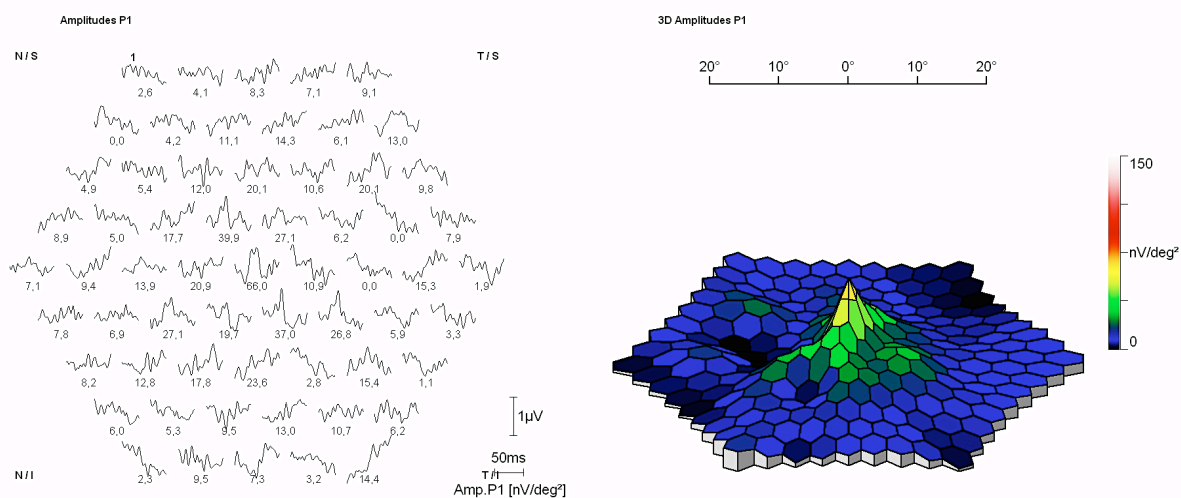 Amplitudes P1
3D Amplitudes P1
N / S
1
T / S
2,6 4,1 8,3 7,1 9,1
0,0 4,2 11,1 14,3 6,1 13,0
4,9 5,4 12,0 20,1 10,6 20,1 9,8
8,9 5,0 17,7 39,9 27,1 6,2 0,0 7,9
7,1 9,4 13,9 20,9 66,0 10,9 0,0 15,3 1,9
7,8 6,9 27,1 19,7 37,0 26,8 5,9 3,3
8,2 12,8 17,8 23,6 2,8 15,4 1,1
6,0 5,3 9,5 13,0 10,7 6,2
2,3 9,5 7,3 3,2 14,4
N / I
1µV
50ms
T / I
Amp.P1 [nV/deg²]
20° 10° 0° 10° 20°
150
nV/deg²
0